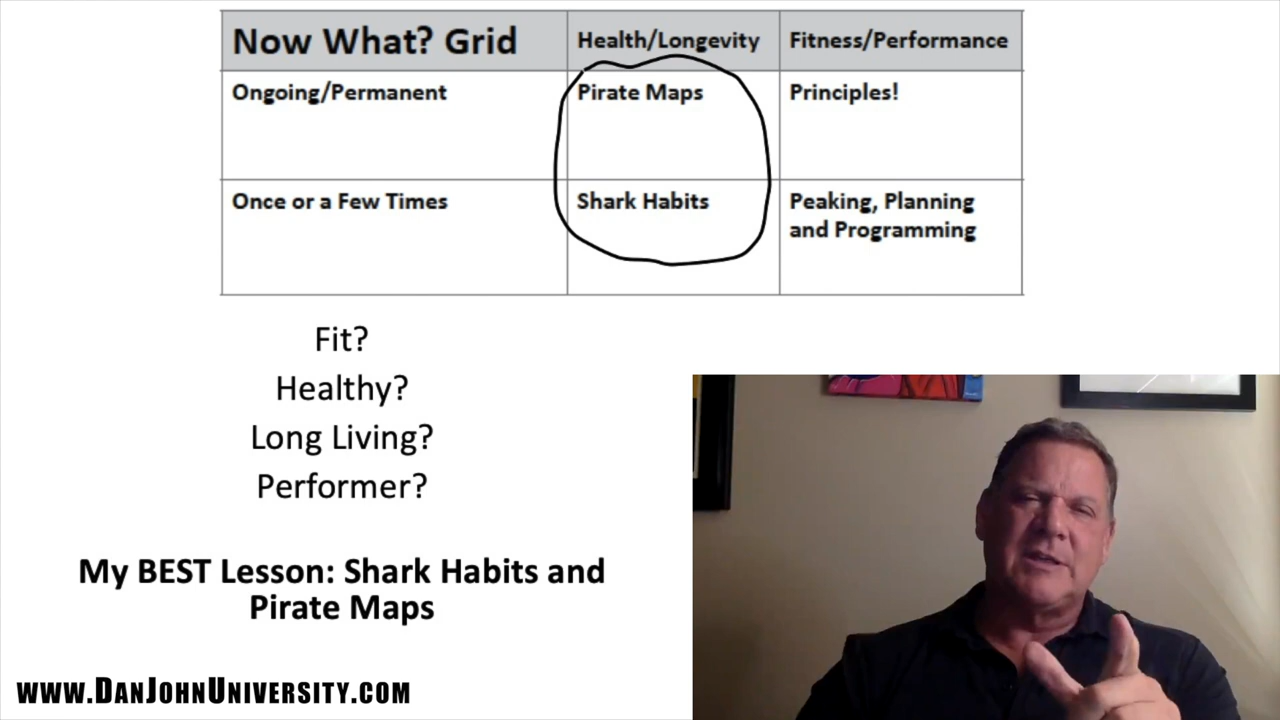 Now What? Grid Health/Longevity Fitness/Performance
Ongoing/Permanent Pirate Maps Principles!
Once or a Few Times Shark Habits Peaking, Planning
and Programming
Fit?
Healthy?
Long Living?
Performer?
My BEST Lesson: Shark Habits and
Pirate Maps
www.DanJohnUniversity.com